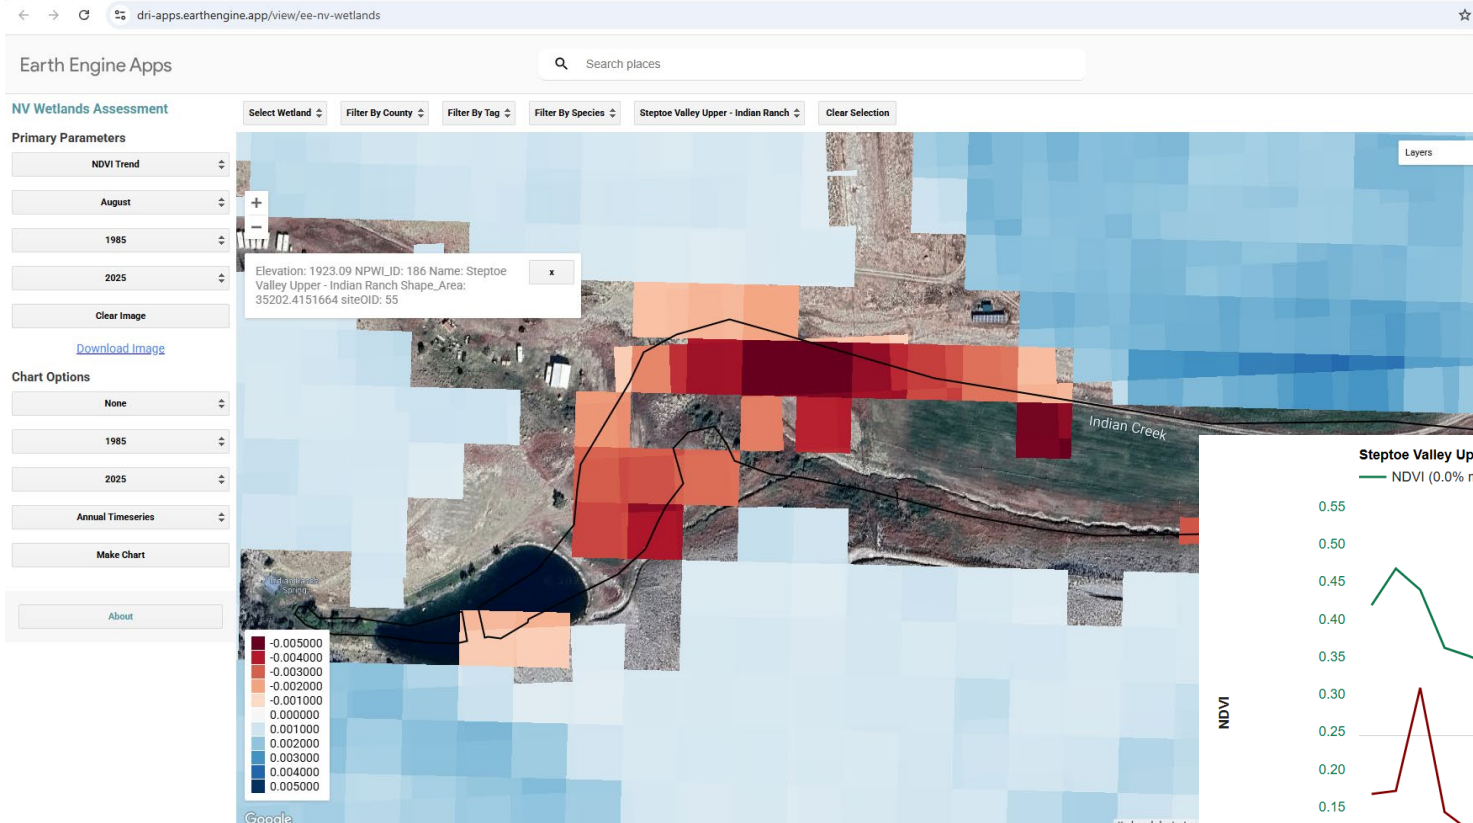 dri-apps.earthengine.app/view/ee-nv-wetlands
Earth Engine Apps
Search places
NV Wetlands Assessment
Select Wetland
Filter By County
Filter By Tag
Filter By Species
Steptoe Valley Upper - Indian Ranch
Clear Selection
Primary Parameters
NDVI Trend
August
1985
2025
Clear Image
Download Image
Chart Options
None
1985
2025
Annual Timeseries
Make Chart
About
Layers
+
−
Elevation: 1923.09 NPWI_ID: 186 Name: Steptoe
Valley Upper - Indian Ranch Shape_Area:
35202.4151664 siteOID: 55
x
Indian Creek
Indian Ranch
Spring
-0.005000
-0.004000
-0.003000
-0.002000
-0.001000
0.000000
0.001000
0.002000
0.003000
0.004000
0.005000
Google
Steptoe Valley Up
NDVI (0.0% m
0.55
0.50
0.45
0.40
0.35
0.30
0.25
0.20
0.15
NDVI